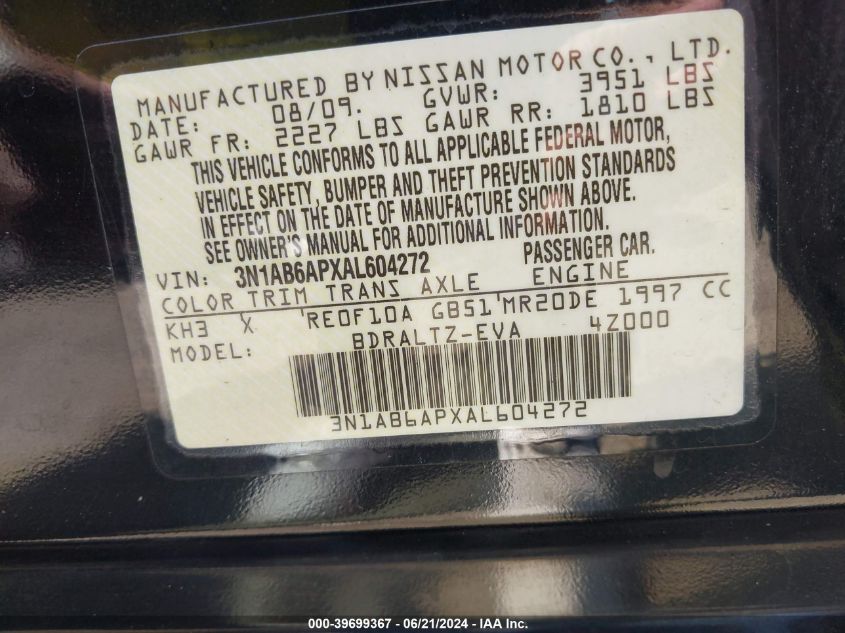 MANUFACTURED BY NISSAN MOTOR CO., LTD.
DATE: 08/09. GVWR: 3951 LBS
GAWR FR: 2227 LBS GAWR RR: 1810 LBS
THIS VEHICLE CONFORMS TO ALL APPLICABLE FEDERAL MOTOR,
VEHICLE SAFETY, BUMPER AND THEFT PREVENTION STANDARDS
IN EFFECT ON THE DATE OF MANUFACTURE SHOWN ABOVE.
SEE OWNER'S MANUAL FOR ADDITIONAL INFORMATION.
VIN: 3N1AB6APXAL604272 PASSENGER CAR.
COLOR TRIM TRANS AXLE ENGINE
KH3 X 'RE0F10A GB51'MR20DE 1997 CC
MODEL: BDRALTZ-EVA 4Z000
3N1AB6APXAL604272
000-39699367 - 06/21/2024 - IAA Inc.